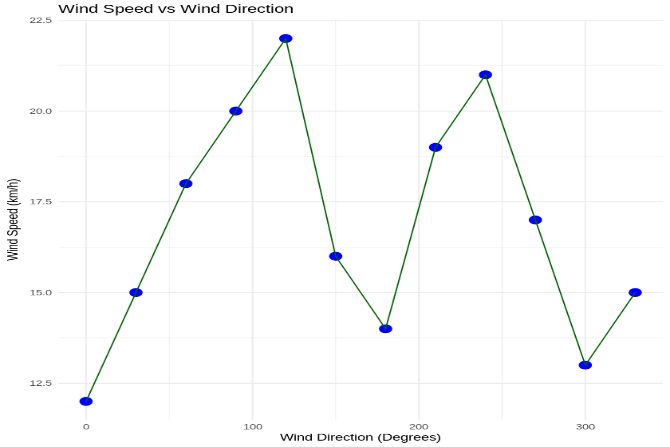 Wind Speed vs Wind Direction
22.5
20.0
17.5
15.0
12.5
Wind Speed (km/h)
0 100 200 300
Wind Direction (Degrees)